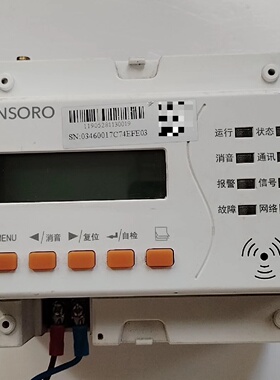 NSORO
SN:03460017C74EFE03
运行 状态
消音 通讯
报警 信号
故障 网络
ENU ◀/消音 ▶/复位 ↵/自检